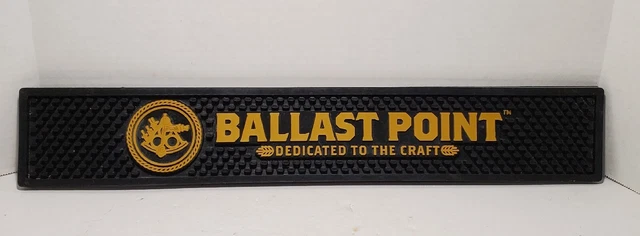 BALLAST POINT™
DEDICATED TO THE CRAFT